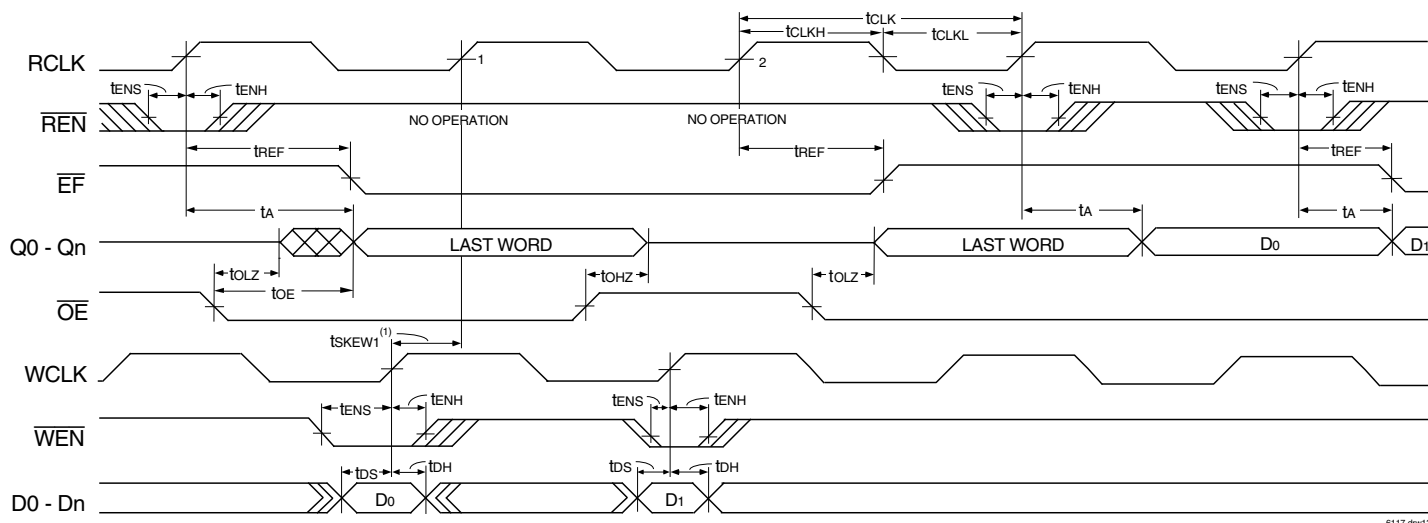 tCLK
tCLKH tCLKL
RCLK 1 2
tENS tENH tENS tENH tENS tENH
REN NO OPERATION NO OPERATION
tREF tREF tREF
EF
tA tA tA
Q0 - Qn LAST WORD LAST WORD D0 D1
tOLZ tOHZ tOLZ
tOE
OE
tSKEW1(1)
WCLK
tENS tENH tENS tENH
WEN
tDS tDH tDS tDH
D0 - Dn D0 D1